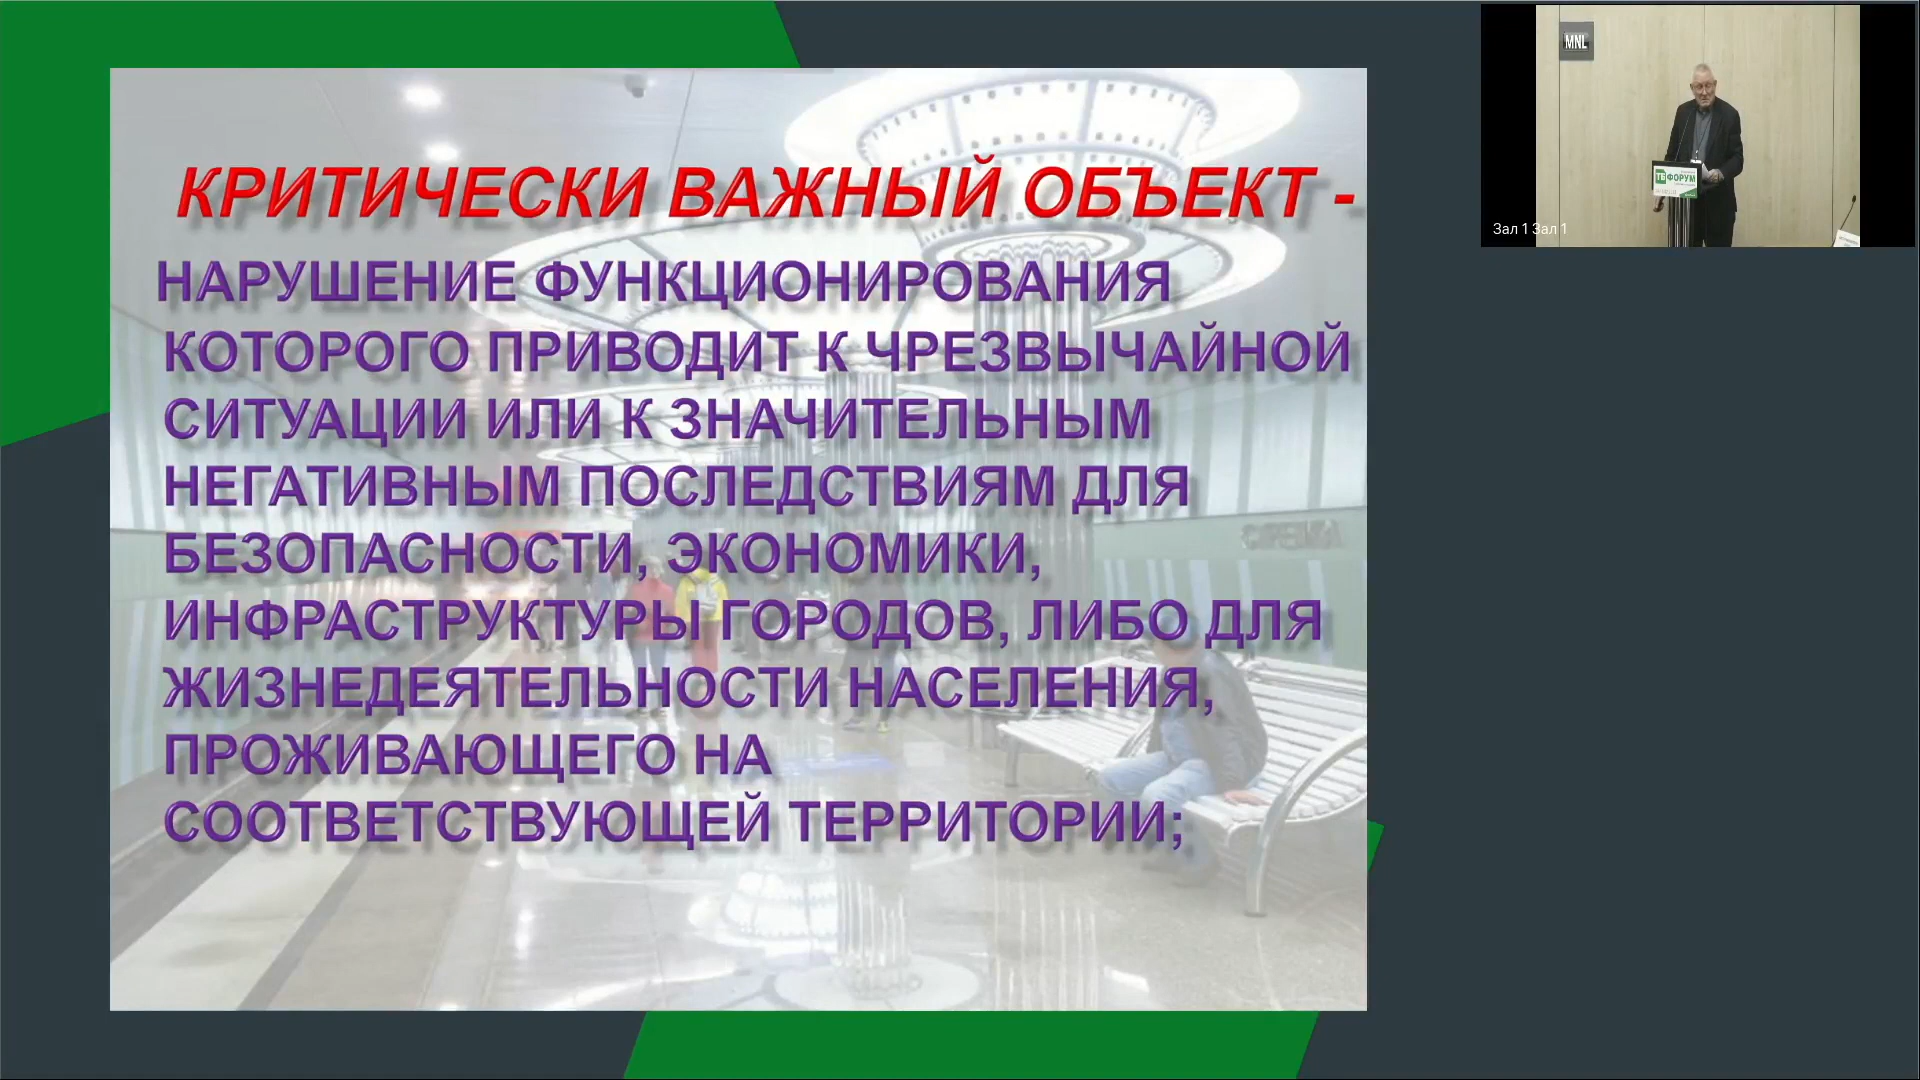 КРИТИЧЕСКИ ВАЖНЫЙ ОБЪЕКТ -
НАРУШЕНИЕ ФУНКЦИОНИРОВАНИЯ
КОТОРОГО ПРИВОДИТ К ЧРЕЗВЫЧАЙНОЙ
СИТУАЦИИ ИЛИ К ЗНАЧИТЕЛЬНЫМ
НЕГАТИВНЫМ ПОСЛЕДСТВИЯМ ДЛЯ
БЕЗОПАСНОСТИ, ЭКОНОМИКИ,
ИНФРАСТРУКТУРЫ ГОРОДОВ, ЛИБО ДЛЯ
ЖИЗНЕДЕЯТЕЛЬНОСТИ НАСЕЛЕНИЯ,
ПРОЖИВАЮЩЕГО НА
СООТВЕТСТВУЮЩЕЙ ТЕРРИТОРИИ;
MNL
ТБ ФОРУМ
Зал 1 Зал 1